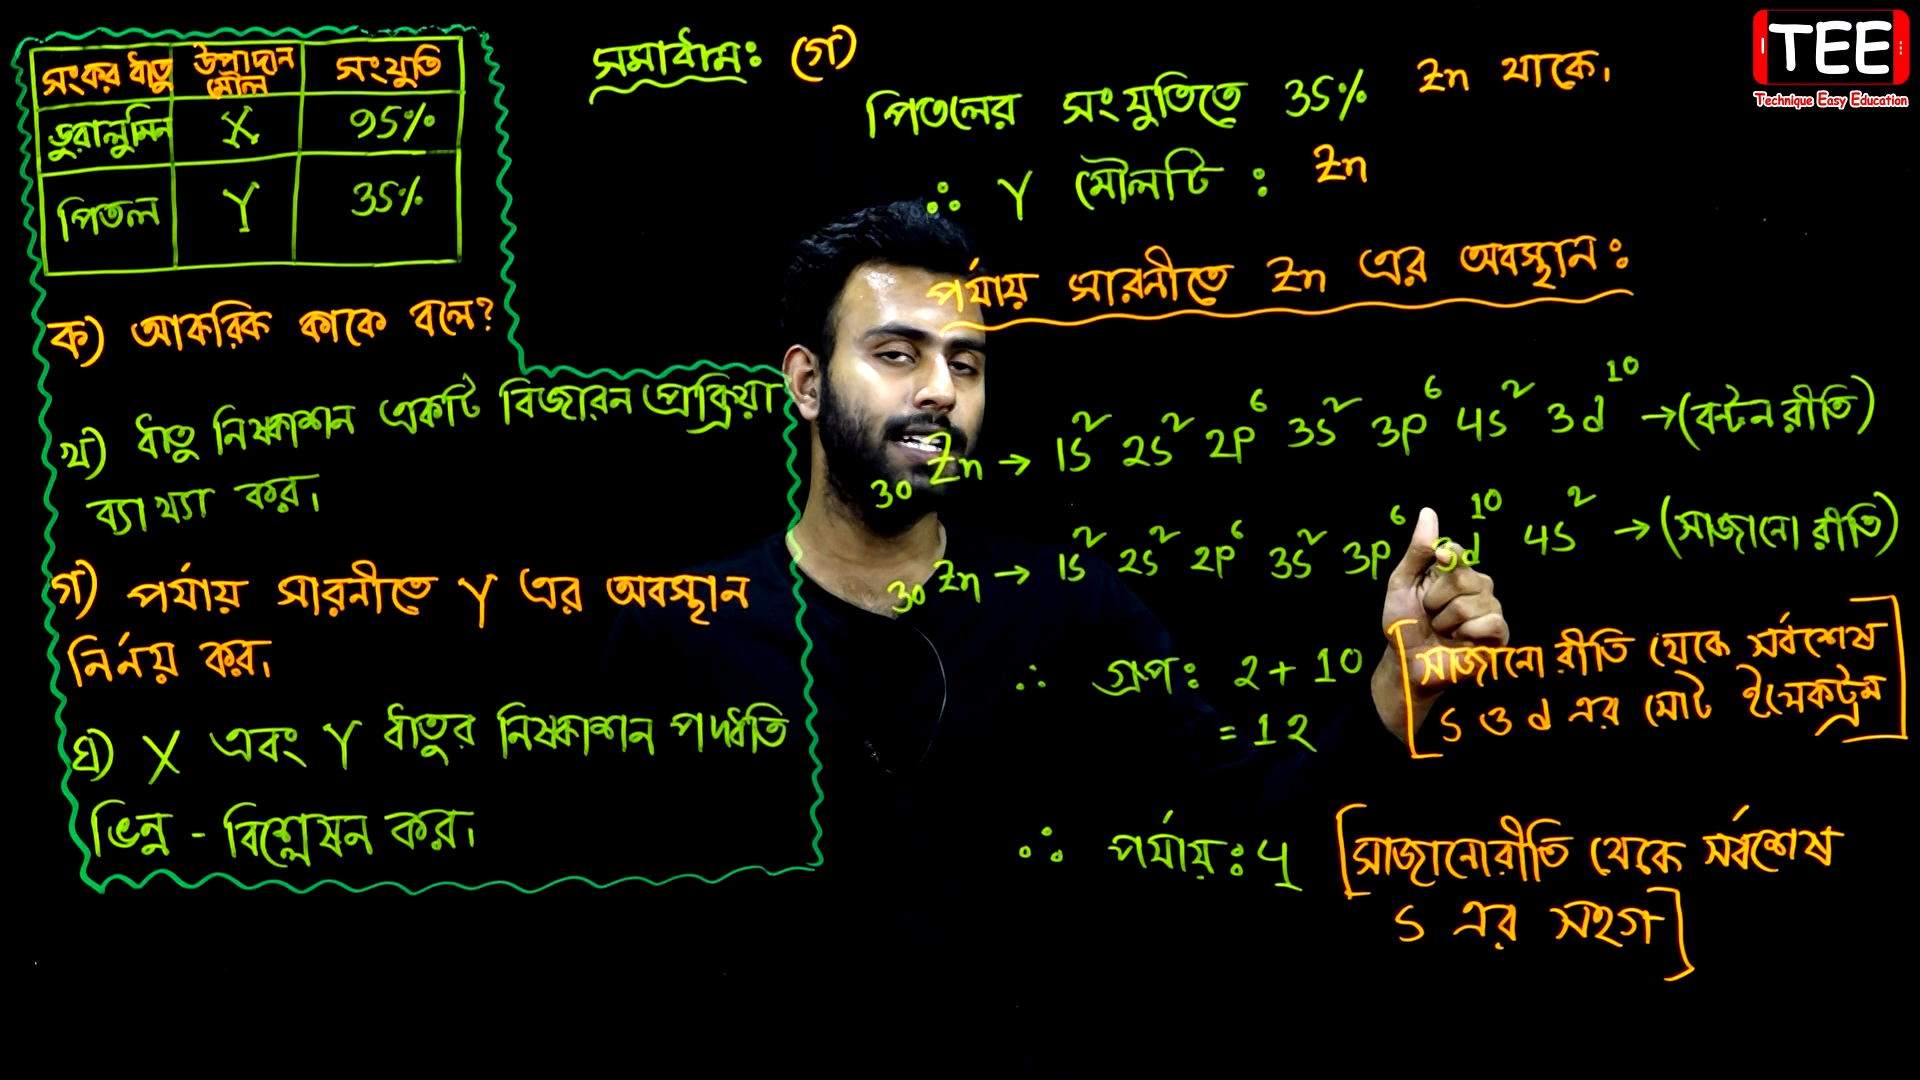 সংকর ধাতু উপাদান মৌল সংযুতি
ডুরালুমিন X 95%
পিতল Y 35%
ক) আকরিক কাকে বলে?
খ) ধাতু নিষ্কাশন একটি বিজারন প্রক্রিয়া
ব্যাখ্যা কর।
গ) পর্যায় সারনীতে Y এর অবস্থান
নির্নয় কর।
ঘ) X এবং Y ধাতুর নিষ্কাশন পদ্ধতি
ভিন্ন - বিশ্লেষন কর।
সমাধান: (গ)
পিতলের সংযুতিতে 35% Zn থাকে।
∴ Y মৌলটি : Zn
পর্যায় সারনীতে Zn এর অবস্থান:
₃₀Zn → 1s² 2s² 2p⁶ 3s² 3p⁶ 4s² 3d¹⁰ → (বন্টন রীতি)
₃₀Zn → 1s² 2s² 2p⁶ 3s² 3p⁶ 3d¹⁰ 4s² → (সাজানো রীতি)
∴ গ্রুপ: 2 + 10
= 12
[সাজানো রীতি থেকে সর্বশেষ
s ও d এর মোট ইলেকট্রন]
∴ পর্যায়: 4 [সাজানো রীতি থেকে সর্বশেষ
s এর সহগ]
TEE
Technique Easy Education